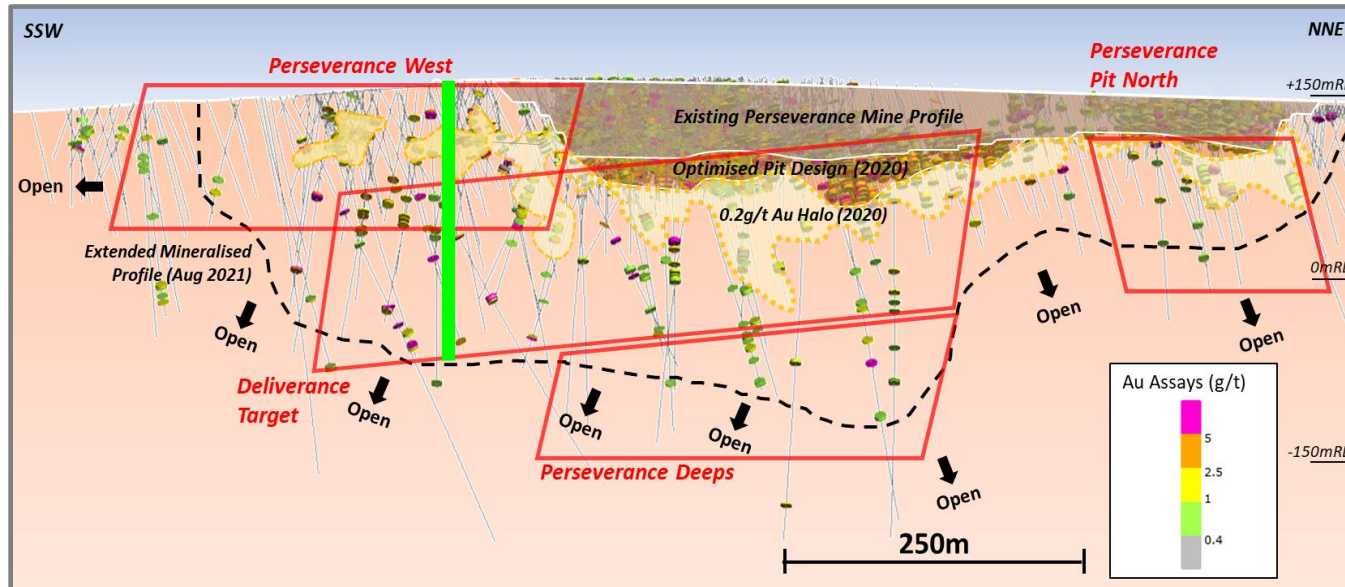 SSW
NNE
Perseverance West
Perseverance
Pit North
+150mRL
Existing Perseverance Mine Profile
Optimised Pit Design (2020)
Open
0.2g/t Au Halo (2020)
Extended Mineralised
Profile (Aug 2021)
0mRL
Open
Open
Open
Deliverance
Target
Open
Open
Open
Perseverance Deeps
Open
-150mRL
250m
Au Assays (g/t)
5
2.5
1
0.4